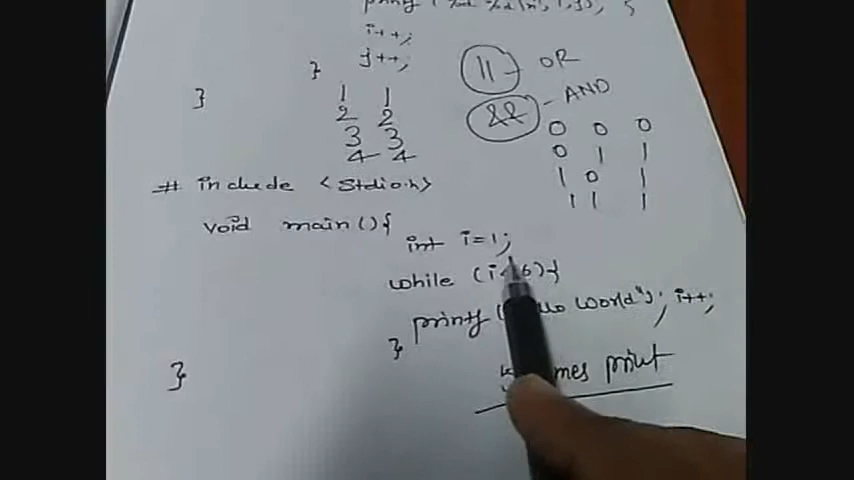 i++;
} j++;
}
|| - OR
&& - AND
1 1
2 2
3 3
4 4
0 0 0
0 1 1
1 0 1
1 1 1
# include <stdio.h>
void main(){
int i=1;
while (i<6){
printf ( World"); i++;
}
print
}